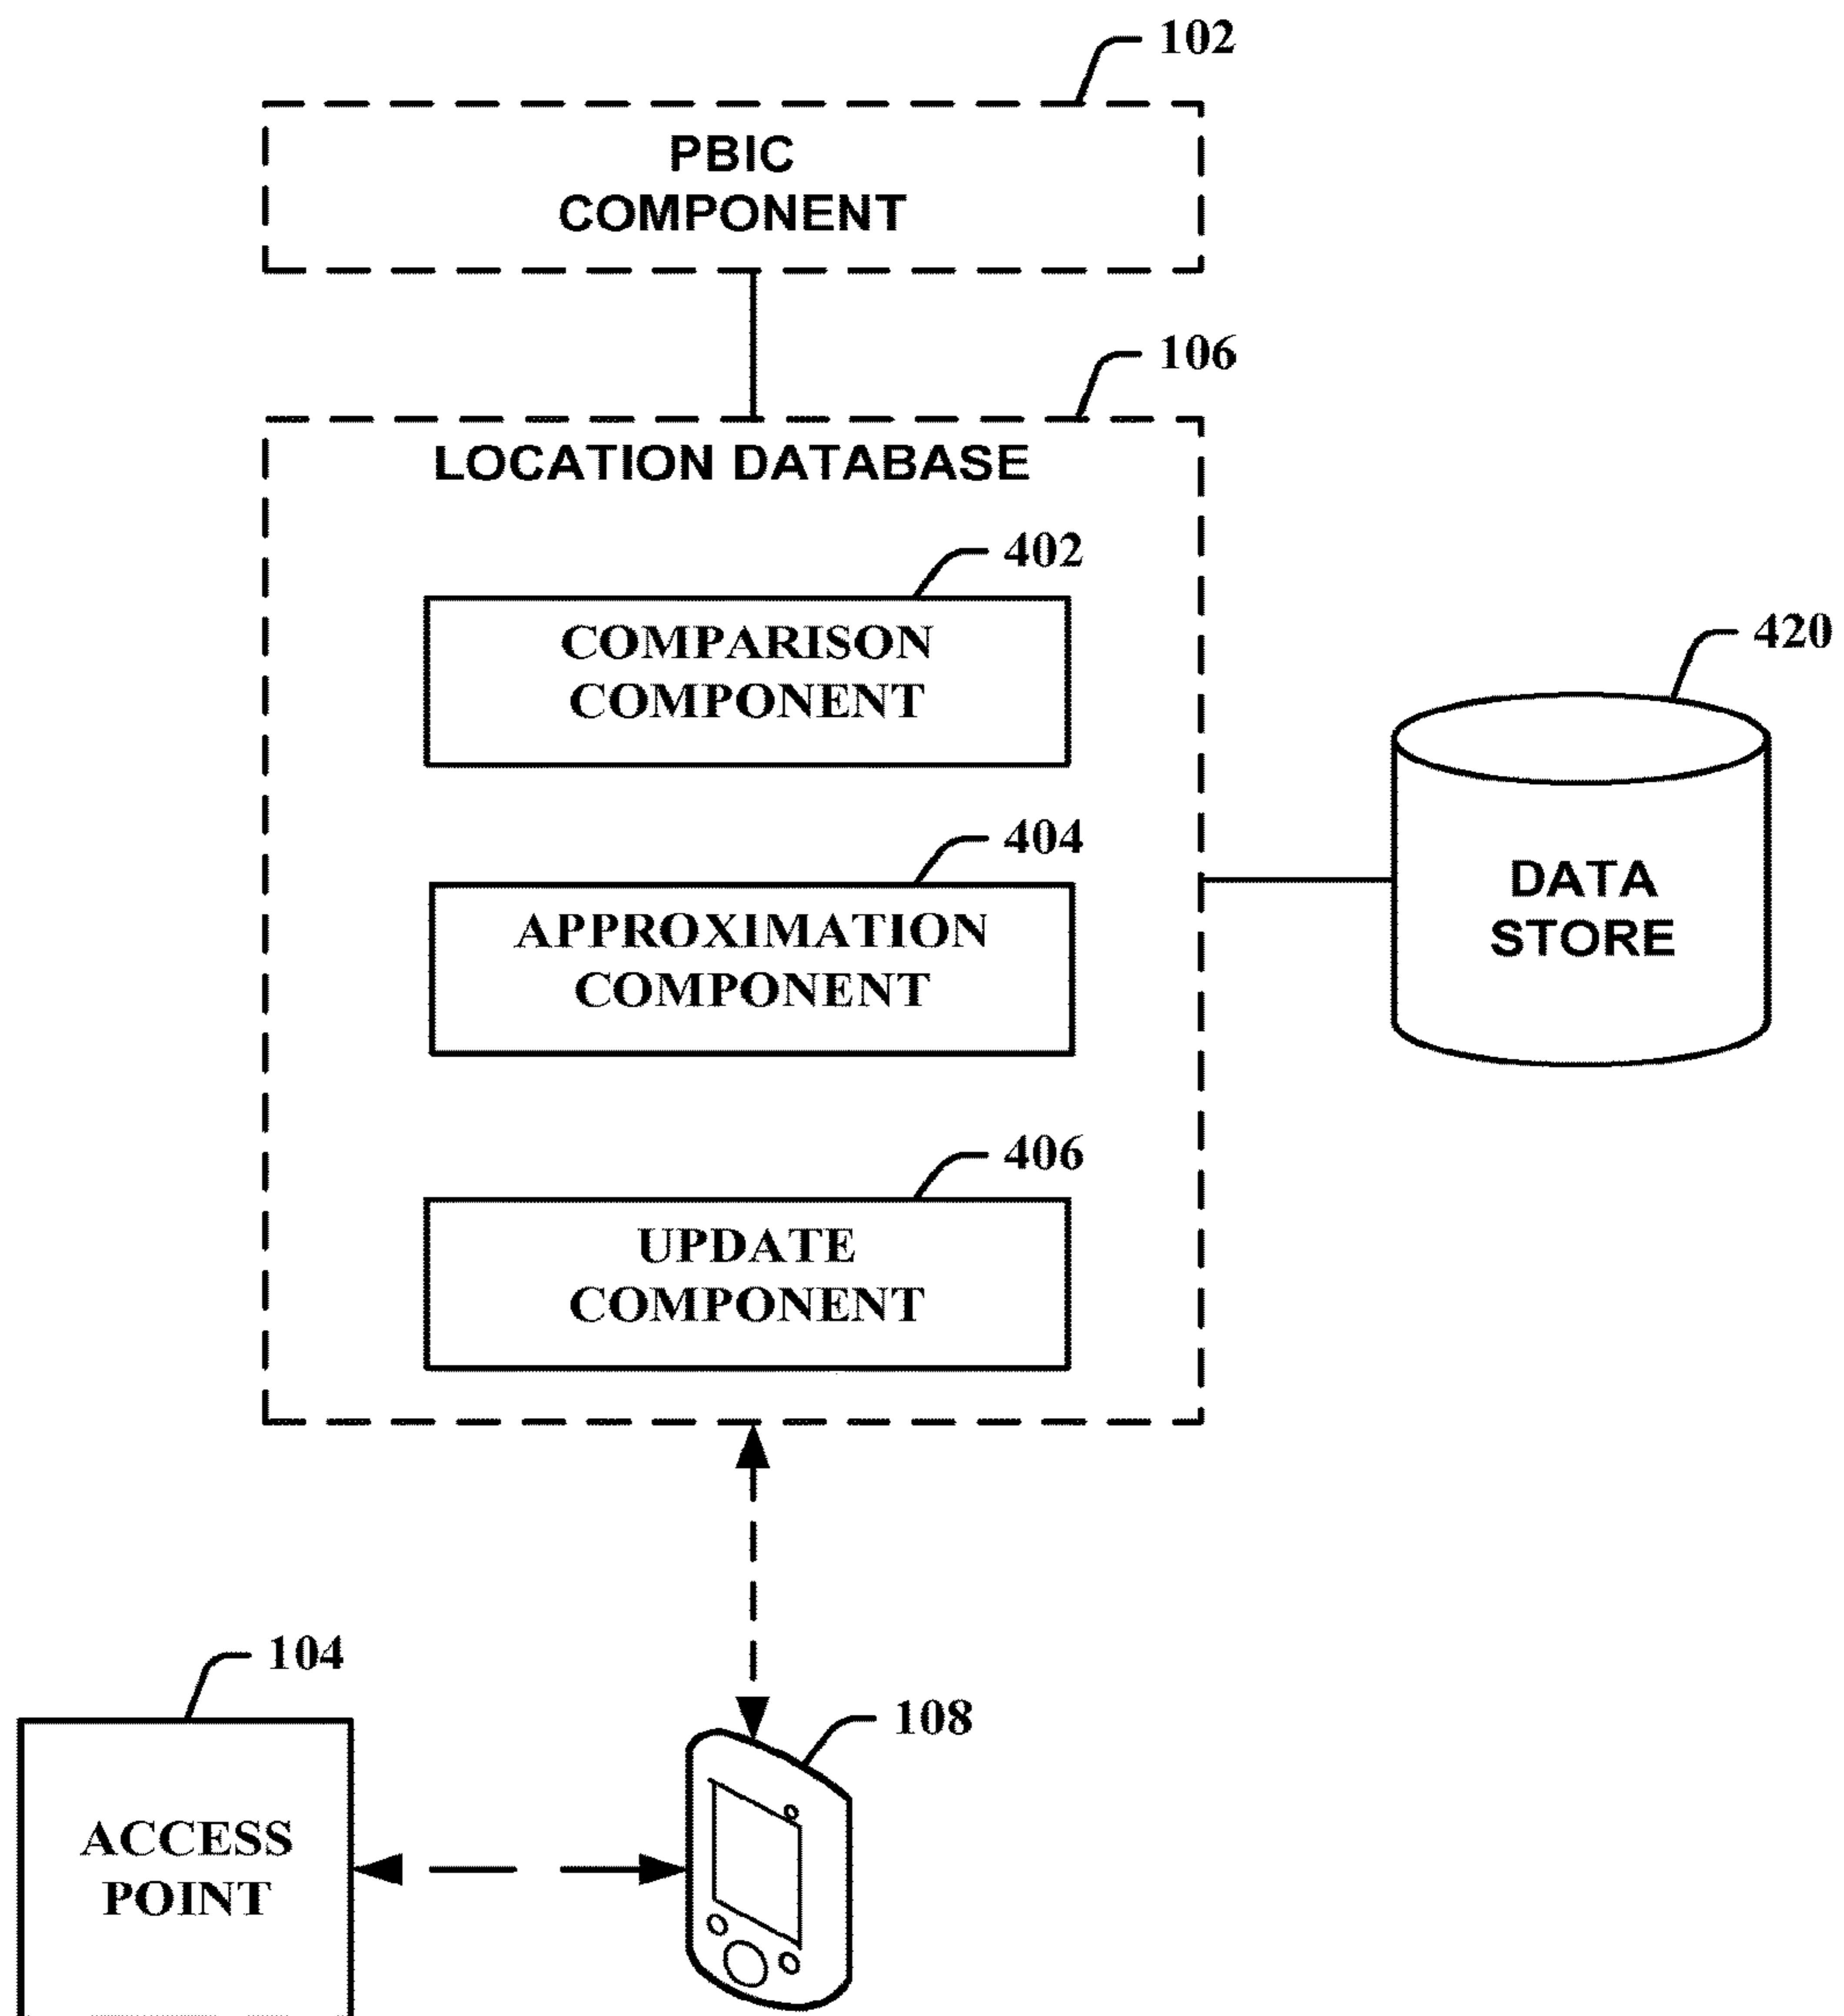 102
PBIC
COMPONENT
106
LOCATION DATABASE
402
COMPARISON
COMPONENT
420
404
APPROXIMATION
COMPONENT
DATA
STORE
406
UPDATE
COMPONENT
104
108
ACCESS
POINT